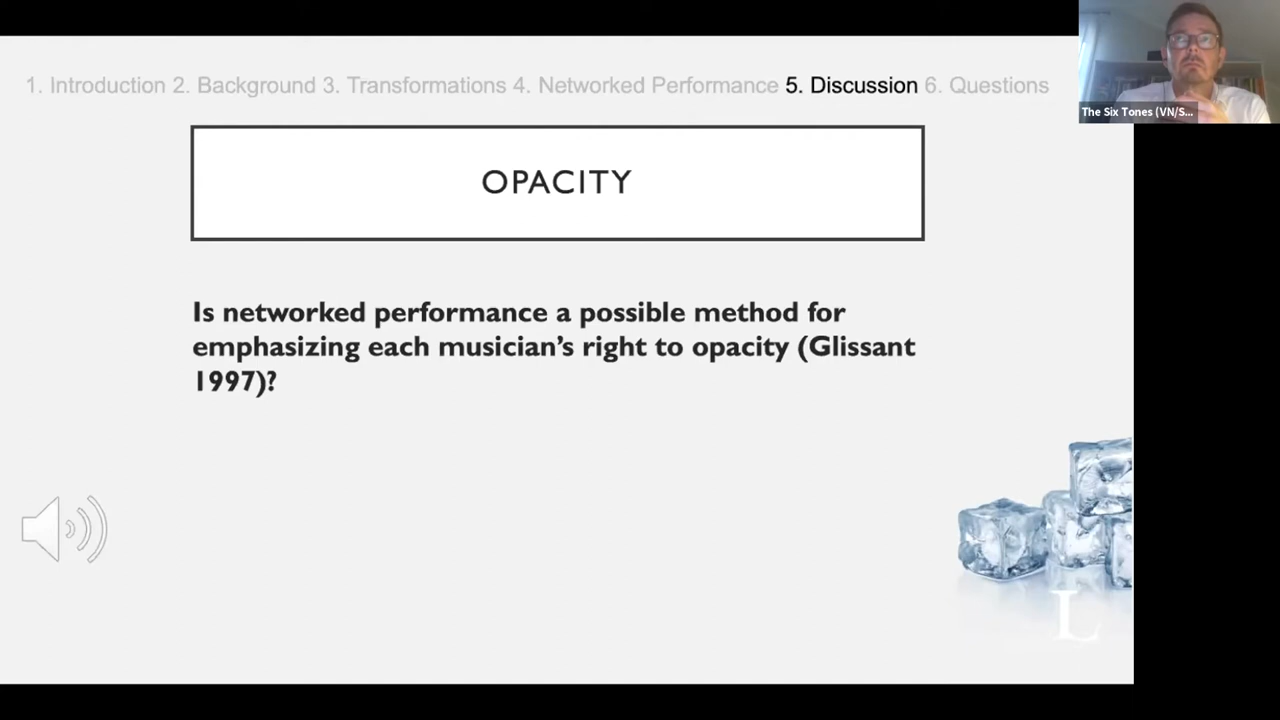 1. Introduction 2. Background 3. Transformations 4. Networked Performance 5. Discussion 6. Questions
The Six Tones (VN/S...
OPACITY
Is networked performance a possible method for
emphasizing each musician’s right to opacity (Glissant
1997)?
L